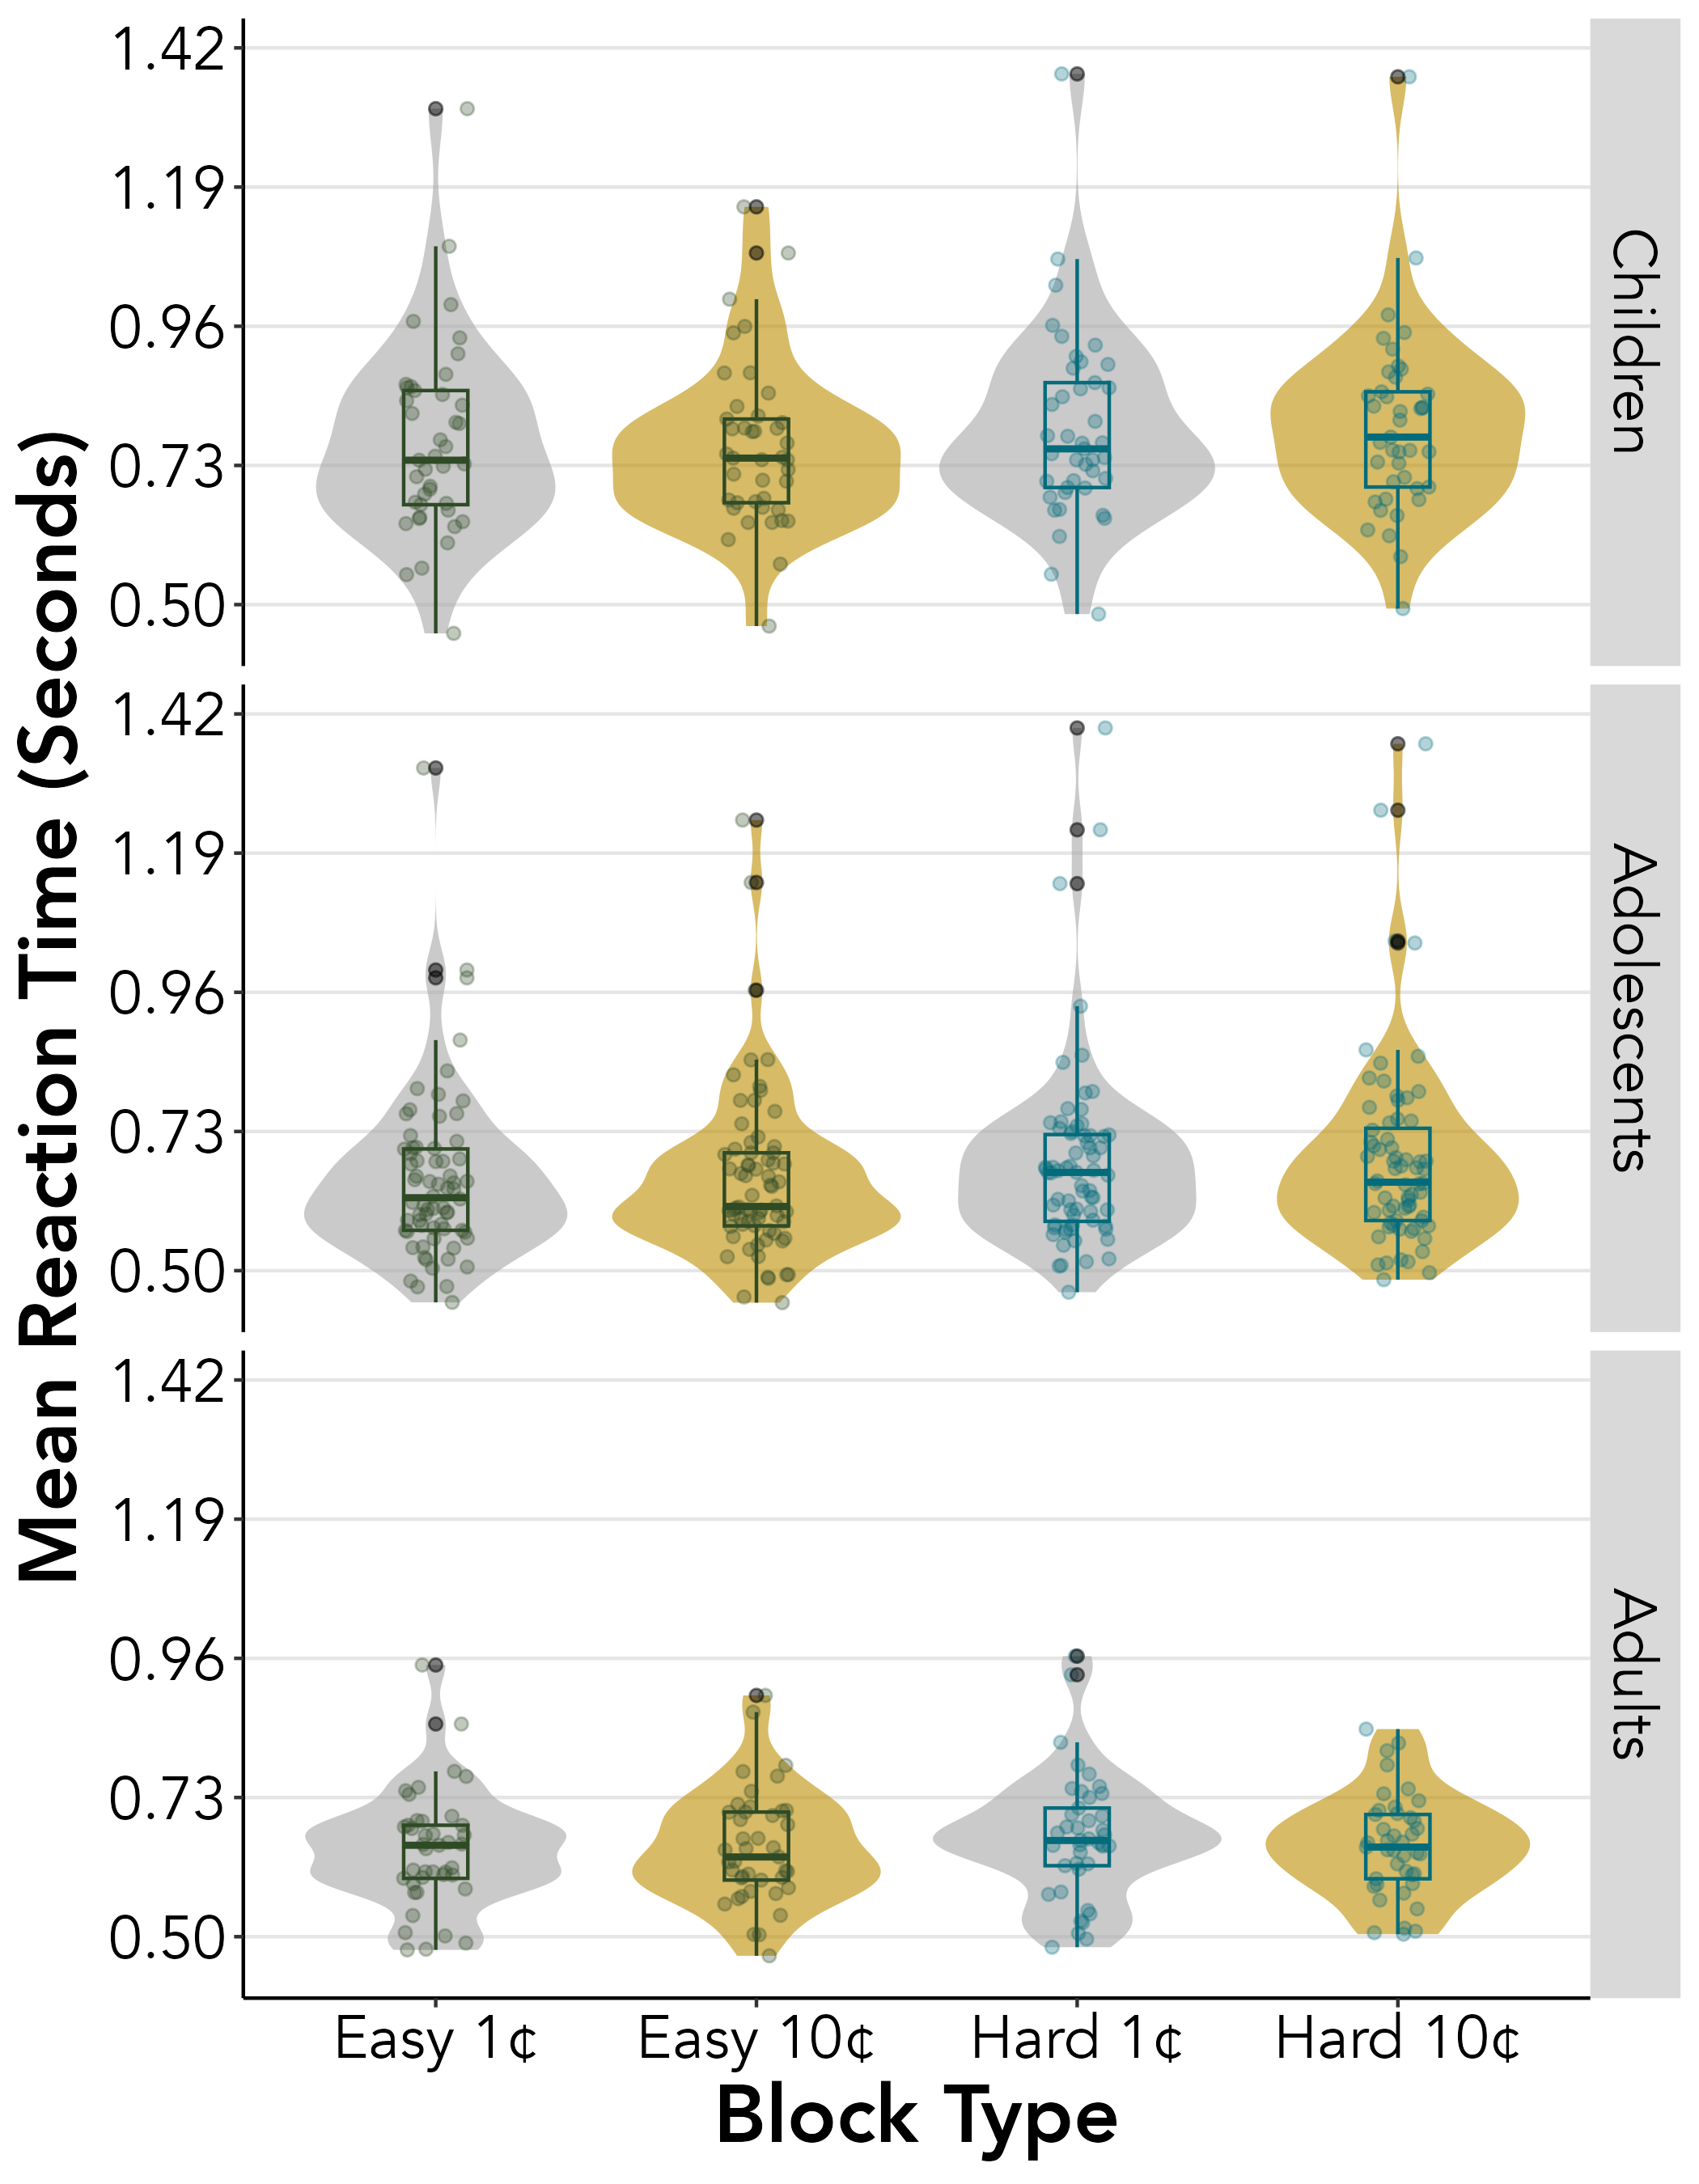 Mean Reaction Time (Seconds)
1.42
1.19
0.96
0.73
0.50
Children
1.42
1.19
0.96
0.73
0.50
Adolescents
1.42
1.19
0.96
0.73
0.50
Adults
Easy 1¢
Easy 10¢
Hard 1¢
Hard 10¢
Block Type